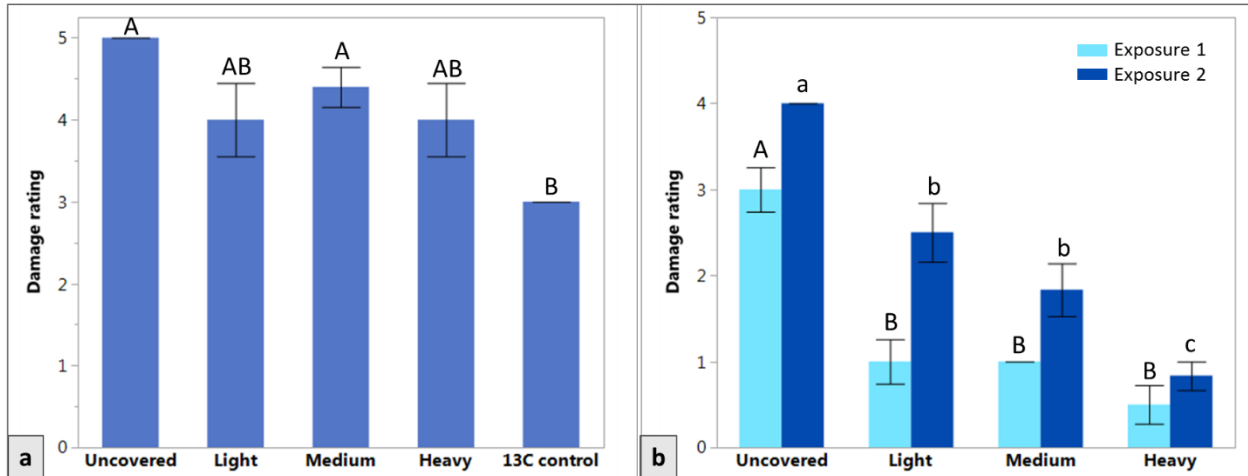 A
AB
A
AB
B
5
4
3
2
1
0
Damage rating
Uncovered Light Medium Heavy 13C control
a
Exposure 1
Exposure 2
A
a
B
b
B
b
B
c
5
4
3
2
1
0
Damage rating
Uncovered Light Medium Heavy
b